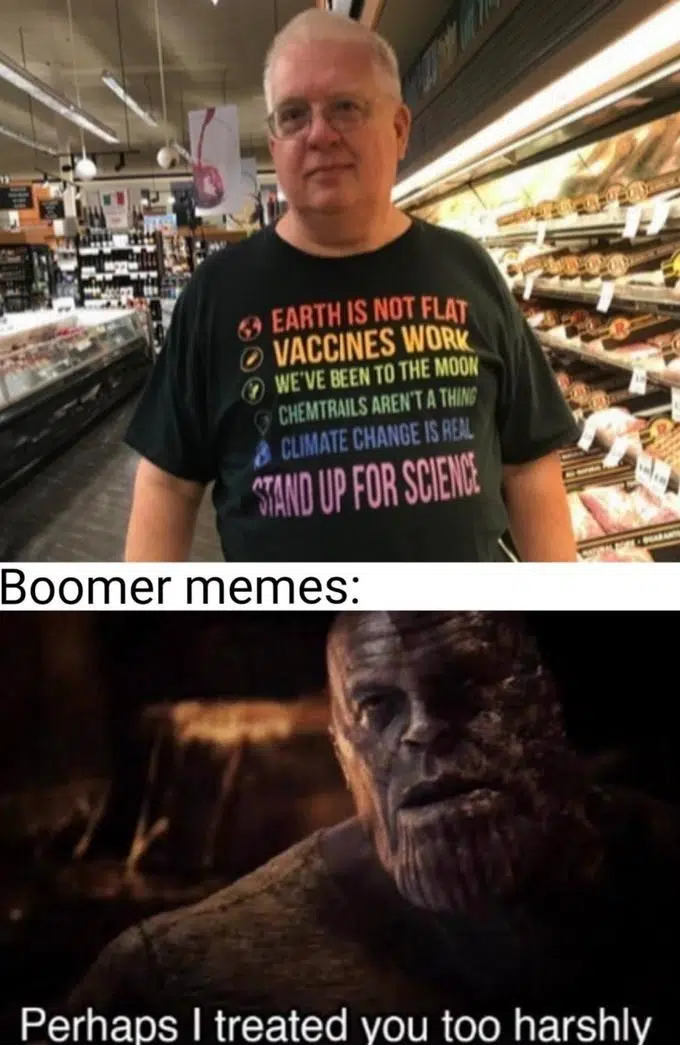 EARTH IS NOT FLAT
VACCINES WORK
WE'VE BEEN TO THE MOON
CHEMTRAILS AREN'T A THING
CLIMATE CHANGE IS REAL
STAND UP FOR SCIENCE
Boomer memes:
Perhaps I treated you too harshly